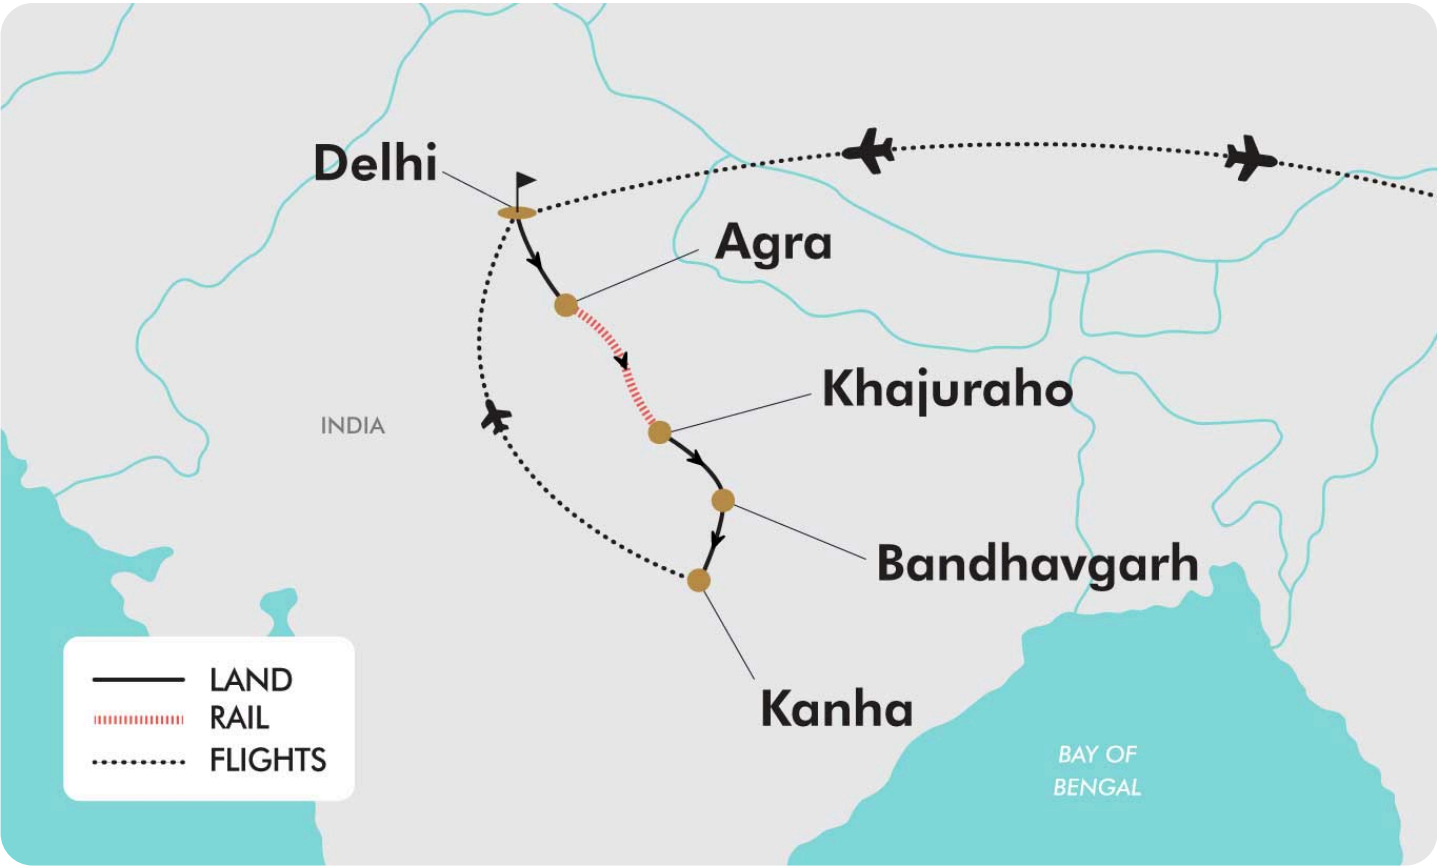 Delhi
Agra
Khajuraho
INDIA
Bandhavgarh
Kanha
LAND
RAIL
FLIGHTS
BAY OF
BENGAL